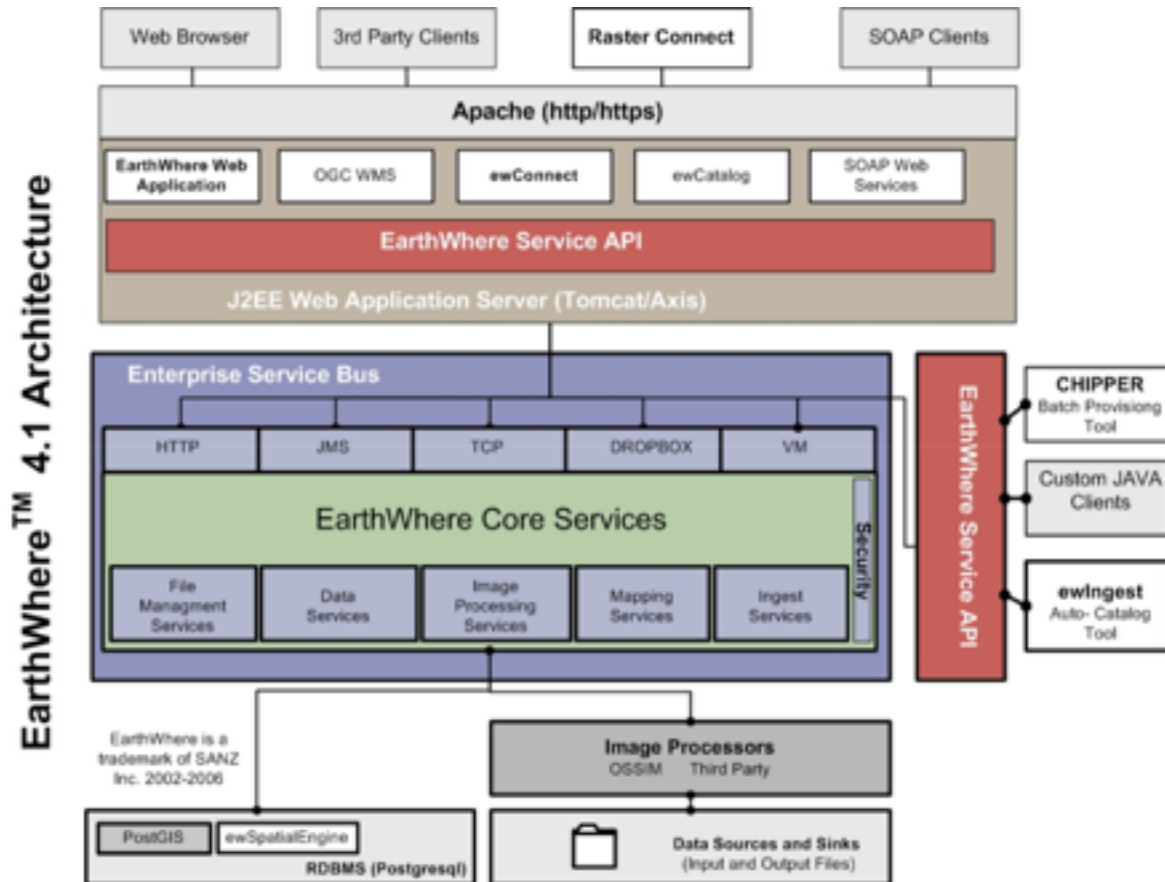 EarthWhere™ 4.1 Architecture
Web Browser
3rd Party Clients
Raster Connect
SOAP Clients
Apache (http/https)
EarthWhere Web
Application
OGC WMS
ewConnect
ewCatalog
SOAP Web
Services
EarthWhere Service API
J2EE Web Application Server (Tomcat/Axis)
Enterprise Service Bus
HTTP
JMS
TCP
DROPBOX
VM
EarthWhere Core Services
Security
File
Managment
Services
Data
Services
Image
Processing
Services
Mapping
Services
Ingest
Services
EarthWhere Service API
CHIPPER
Batch Provisiong
Tool
Custom JAVA
Clients
ewIngest
Auto- Catalog
Tool
EarthWhere is a
trademark of SANZ
Inc. 2002-2006
Image Processors
OSSIM Third Party
PostGIS
ewSpatialEngine
RDBMS (Postgresql)
Data Sources and Sinks
(Input and Output Files)